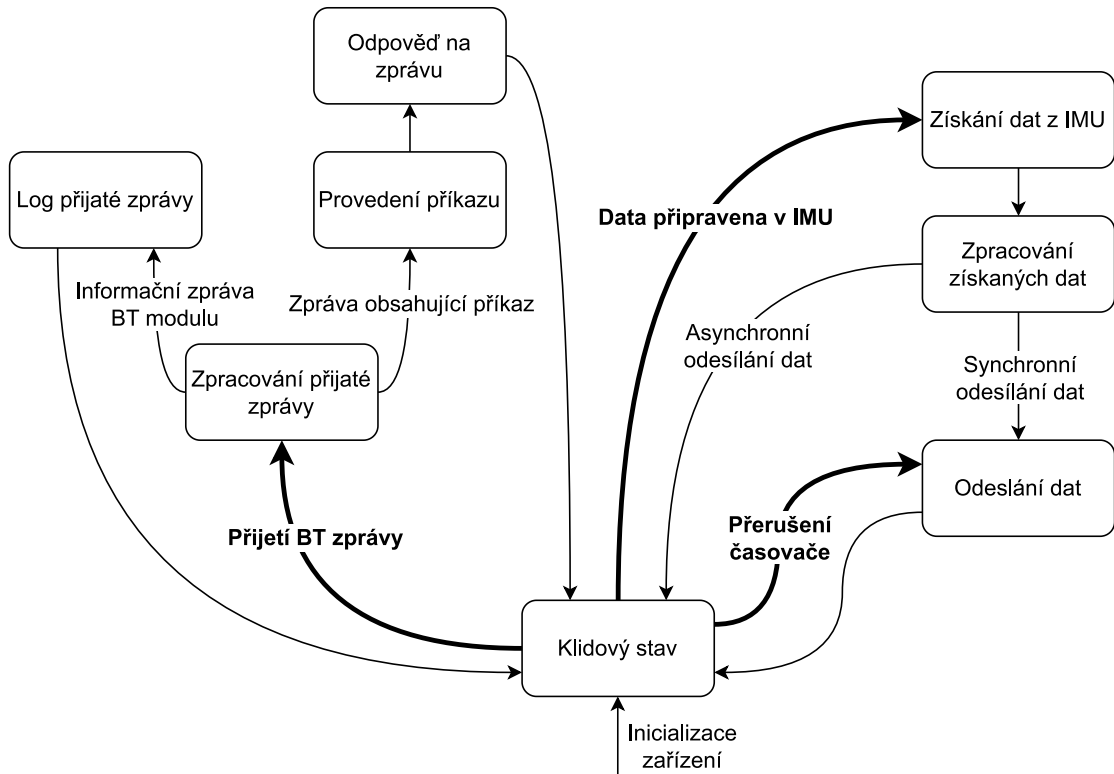 Odpověď na
zprávu
Získání dat z IMU
Log přijaté zprávy
Provedení příkazu
Data připravena v IMU
Zpracování
získaných dat
Informační zpráva
BT modulu
Zpráva obsahující příkaz
Asynchronní
odesílání dat
Zpracování přijaté
zprávy
Synchronní
odesílání dat
Odeslání dat
Přijetí BT zprávy
Přerušení
časovače
Klidový stav
Inicializace
zařízení